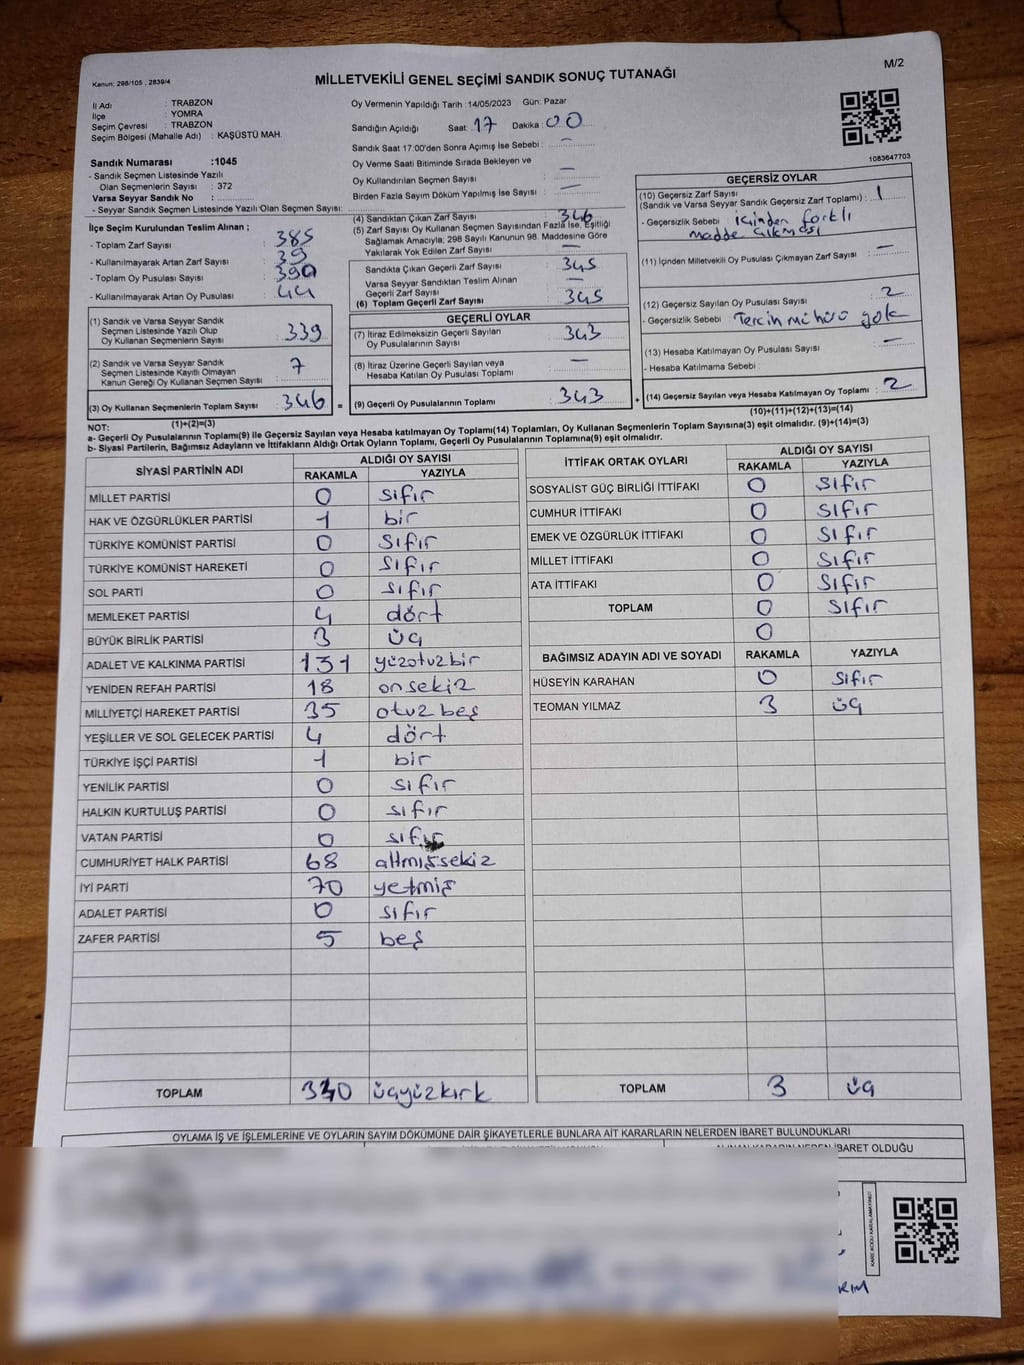 Kanun: 298/105 , 2839/4
MİLLETVEKİLİ GENEL SEÇİMİ SANDIK SONUÇ TUTANAĞI
M/2
İl Adı : TRABZON
İlçe : YOMRA
Seçim Çevresi : TRABZON
Seçim Bölgesi (Mahalle Adı) : KAŞÜSTÜ MAH.
Sandık Numarası :1045
- Sandık Seçmen Listesinde Yazılı
Olan Seçmenlerin Sayısı : 372
Varsa Seyyar Sandık No :
- Seyyar Sandık Seçmen Listesinde Yazılı Olan Seçmen Sayısı:
Oy Vermenin Yapıldığı Tarih :14/05/2023 Gün: Pazar
Sandığın Açıldığı Saat: 17 Dakika: 00
Sandık Saat 17:00'den Sonra Açımış İse Sebebi : –
Oy Verme Saati Bitiminde Sırada Bekleyen ve
Oy Kullandırılan Seçmen Sayısı –
Birden Fazla Sayım Döküm Yapılmış İse Sayısı : –
1083647703
İlçe Seçim Kurulundan Teslim Alınan ;
- Toplam Zarf Sayısı : 385
- Kullanılmayarak Artan Zarf Sayısı : 39
- Toplam Oy Pusulası Sayısı : 390
- Kullanılmayarak Artan Oy Pusulası : 44
(1) Sandık ve Varsa Seyyar Sandık
Seçmen Listesinde Yazılı Olup
Oy Kullanan Seçmenlerin Sayısı : 339
(2) Sandık ve Varsa Seyyar Sandık
Seçmen Listesinde Kayıtlı Olmayan
Kanun Gereği Oy Kullanan Seçmen Sayısı : 7
(3) Oy Kullanan Seçmenlerin Toplam Sayısı : 346 =
(1)+(2)=(3)
(4) Sandıktan Çıkan Zarf Sayısı : 346
(5) Zarf Sayısı Oy Kullanan Seçmen Sayısından Fazla İse, Eşitliği
Sağlamak Amacıyla; 298 Sayılı Kanunun 98. Maddesine Göre
Yakılarak Yok Edilen Zarf Sayısı : –
Sandıkta Çıkan Geçerli Zarf Sayısı : 345
Varsa Seyyar Sandıktan Teslim Alınan
Geçerli Zarf Sayısı :
(6) Toplam Geçerli Zarf Sayısı : 345
GEÇERLİ OYLAR
(7) İtiraz Edilmeksizin Geçerli Sayılan
Oy Pusulalarının Sayısı : 343
(8) İtiraz Üzerine Geçerli Sayılan veya
Hesaba Katılan Oy Pusulası Toplamı : –
(9) Geçerli Oy Pusulalarının Toplamı : 343 +
GEÇERSİZ OYLAR
(10) Geçersiz Zarf Sayısı
(Sandık ve Varsa Seyyar Sandık Geçersiz Zarf Toplamı) : 1
- Geçersizlik Sebebi : içinden farklı
madde çıkması
(11) İçinden Milletvekili Oy Pusulası Çıkmayan Zarf Sayısı : –
(12) Geçersiz Sayılan Oy Pusulası Sayısı : 2
- Geçersizlik Sebebi : Tercih mührü yok
(13) Hesaba Katılmayan Oy Pusulası Sayısı : –
- Hesaba Katılmama Sebebi :
(14) Geçersiz Sayılan veya Hesaba Katılmayan Oy Toplamı : 2
(10)+(11)+(12)+(13)=(14)
NOT:
a- Geçerli Oy Pusulalarının Toplamı(9) ile Geçersiz Sayılan veya Hesaba katılmayan Oy Toplamı(14) Toplamları, Oy Kullanan Seçmenlerin Toplam Sayısına(3) eşit olmalıdır. (9)+(14)=(3)
b- Siyasi Partilerin, Bağımsız Adayların ve İttifakların Aldığı Ortak Oyların Toplamı, Geçerli Oy Pusulalarının Toplamına(9) eşit olmalıdır.
SİYASİ PARTİNİN ADI ALDIĞI OY SAYISI
RAKAMLA YAZIYLA
MİLLET PARTİSİ 0 sıfır
HAK VE ÖZGÜRLÜKLER PARTİSİ 1 bir
TÜRKİYE KOMÜNİST PARTİSİ 0 sıfır
TÜRKİYE KOMÜNİST HAREKETİ 0 sıfır
SOL PARTİ 0 sıfır
MEMLEKET PARTİSİ 4 dört
BÜYÜK BİRLİK PARTİSİ 3 üç
ADALET VE KALKINMA PARTİSİ 131 yüzotuzbir
YENİDEN REFAH PARTİSİ 18 onsekiz
MİLLİYETÇİ HAREKET PARTİSİ 35 otuz beş
YEŞİLLER VE SOL GELECEK PARTİSİ 4 dört
TÜRKİYE İŞÇİ PARTİSİ 1 bir
YENİLİK PARTİSİ 0 sıfır
HALKIN KURTULUŞ PARTİSİ 0 sıfır
VATAN PARTİSİ 0 sıfır
CUMHURİYET HALK PARTİSİ 68 altmışsekiz
İYİ PARTİ 70 yetmiş
ADALET PARTİSİ 0 sıfır
ZAFER PARTİSİ 5 beş
TOPLAM 340 üçyüzkırk
İTTİFAK ORTAK OYLARI ALDIĞI OY SAYISI
RAKAMLA YAZIYLA
SOSYALİST GÜÇ BİRLİĞİ İTTİFAKI 0 sıfır
CUMHUR İTTİFAKI 0 sıfır
EMEK VE ÖZGÜRLÜK İTTİFAKI 0 sıfır
MİLLET İTTİFAKI 0 sıfır
ATA İTTİFAKI 0 sıfır
TOPLAM 0 sıfır
0
BAĞIMSIZ ADAYIN ADI VE SOYADI RAKAMLA YAZIYLA
HÜSEYİN KARAHAN 0 sıfır
TEOMAN YILMAZ 3 üç
TOPLAM 3 üç
OYLAMA İŞ VE İŞLEMLERİNE VE OYLARIN SAYIM DÖKÜMÜNE DAİR ŞİKAYETLERLE BUNLARA AİT KARARLARIN NELERDEN İBARET BULUNDUKLARI
ALINAN KARARIN NEDEN İBARET OLDUĞU
KARE KODU KARALAMAYINIZ!